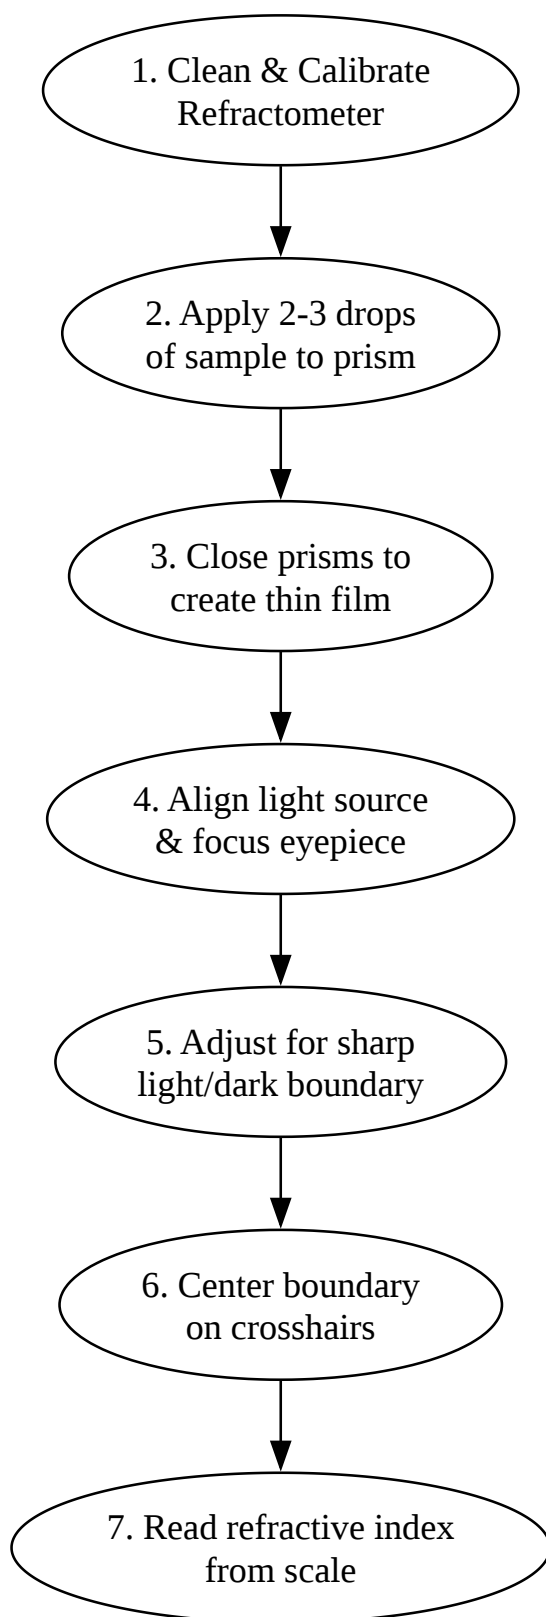 1. Clean & Calibrate
Refractometer
2. Apply 2-3 drops
of sample to prism
3. Close prisms to
create thin film
4. Align light source
& focus eyepiece
5. Adjust for sharp
light/dark boundary
6. Center boundary
on crosshairs
7. Read refractive index
from scale